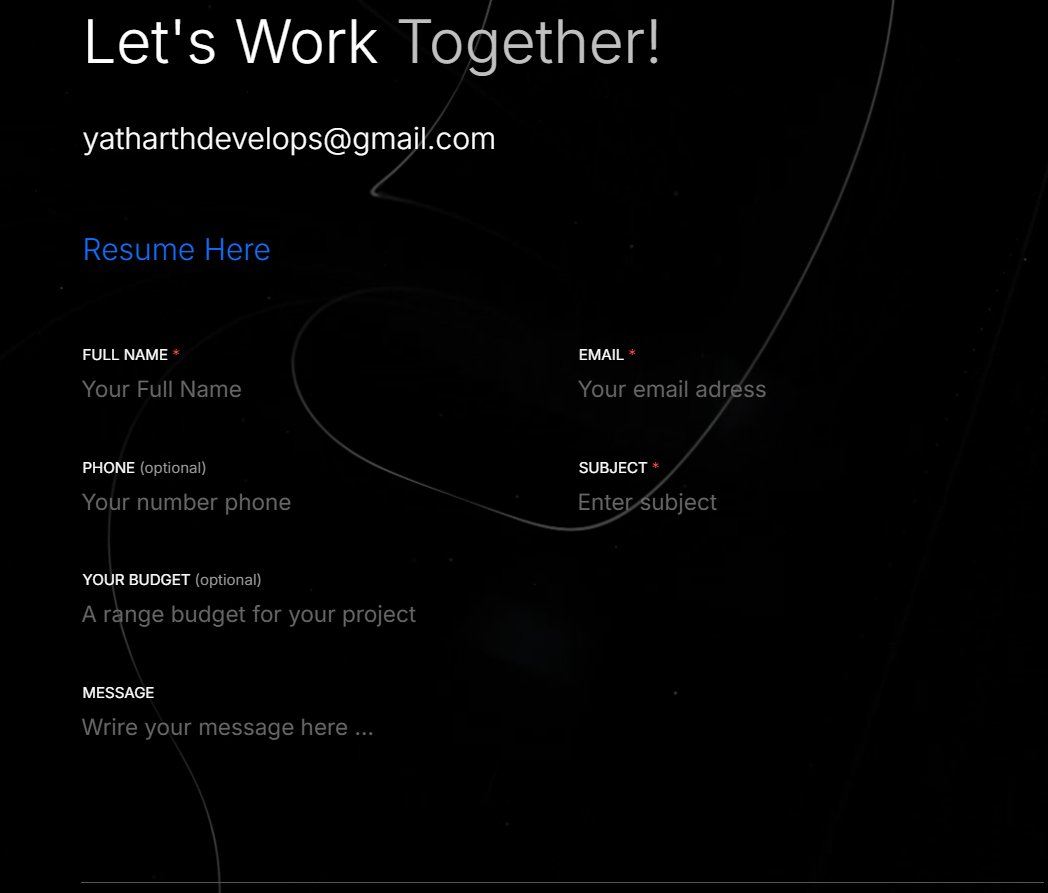 Let's Work Together!
yatharthdevelops@gmail.com
Resume Here
FULL NAME *
EMAIL *
Your Full Name
Your email adress
PHONE (optional)
SUBJECT *
Your number phone
Enter subject
YOUR BUDGET (optional)
A range budget for your project
MESSAGE
Wrire your message here ...